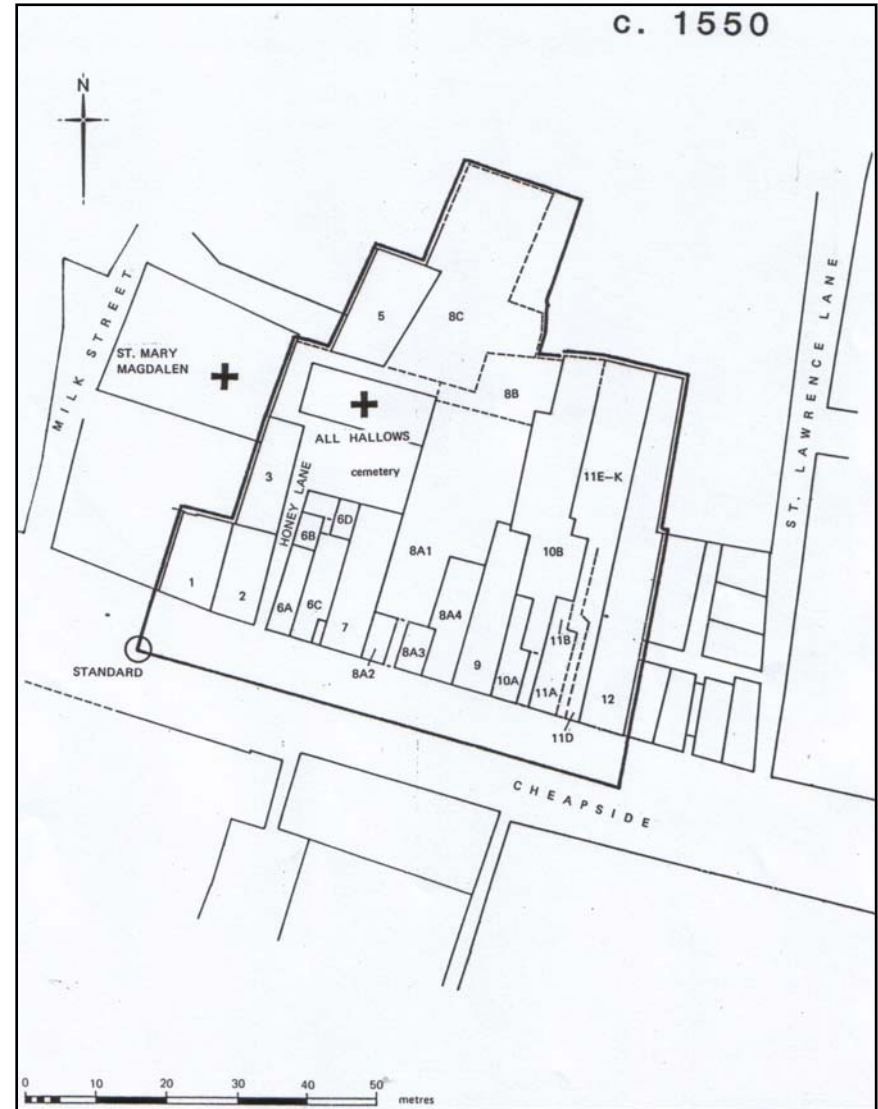 c. 1550
N
MILK STREET
ST. MARY
MAGDALEN
5
8C
8B
ALL HALLOWS
cemetery
3
HONEY LANE
11E–K
ST. LAWRENCE LANE
6D
6B
8A1
10B
1
2
6A
6C
7
8A4
11B
8A2
8A3
9
10A
11A
12
11D
STANDARD
CHEAPSIDE
0 10 20 30 40 50 metres